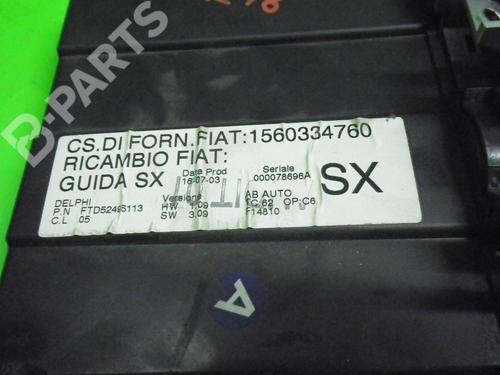 B-PARTS
CS.DI FORN.FIAT:1560334760
RICAMBIO FIAT:
GUIDA SX
Data Prod
16-07-03
Seriale
000078696A
SX
DELPHI
P.N FTD52495113
C.L 05
Versione
HW 1.09
SW 3.09
AB AUTO
TC:62 OP:C6
F14810
A